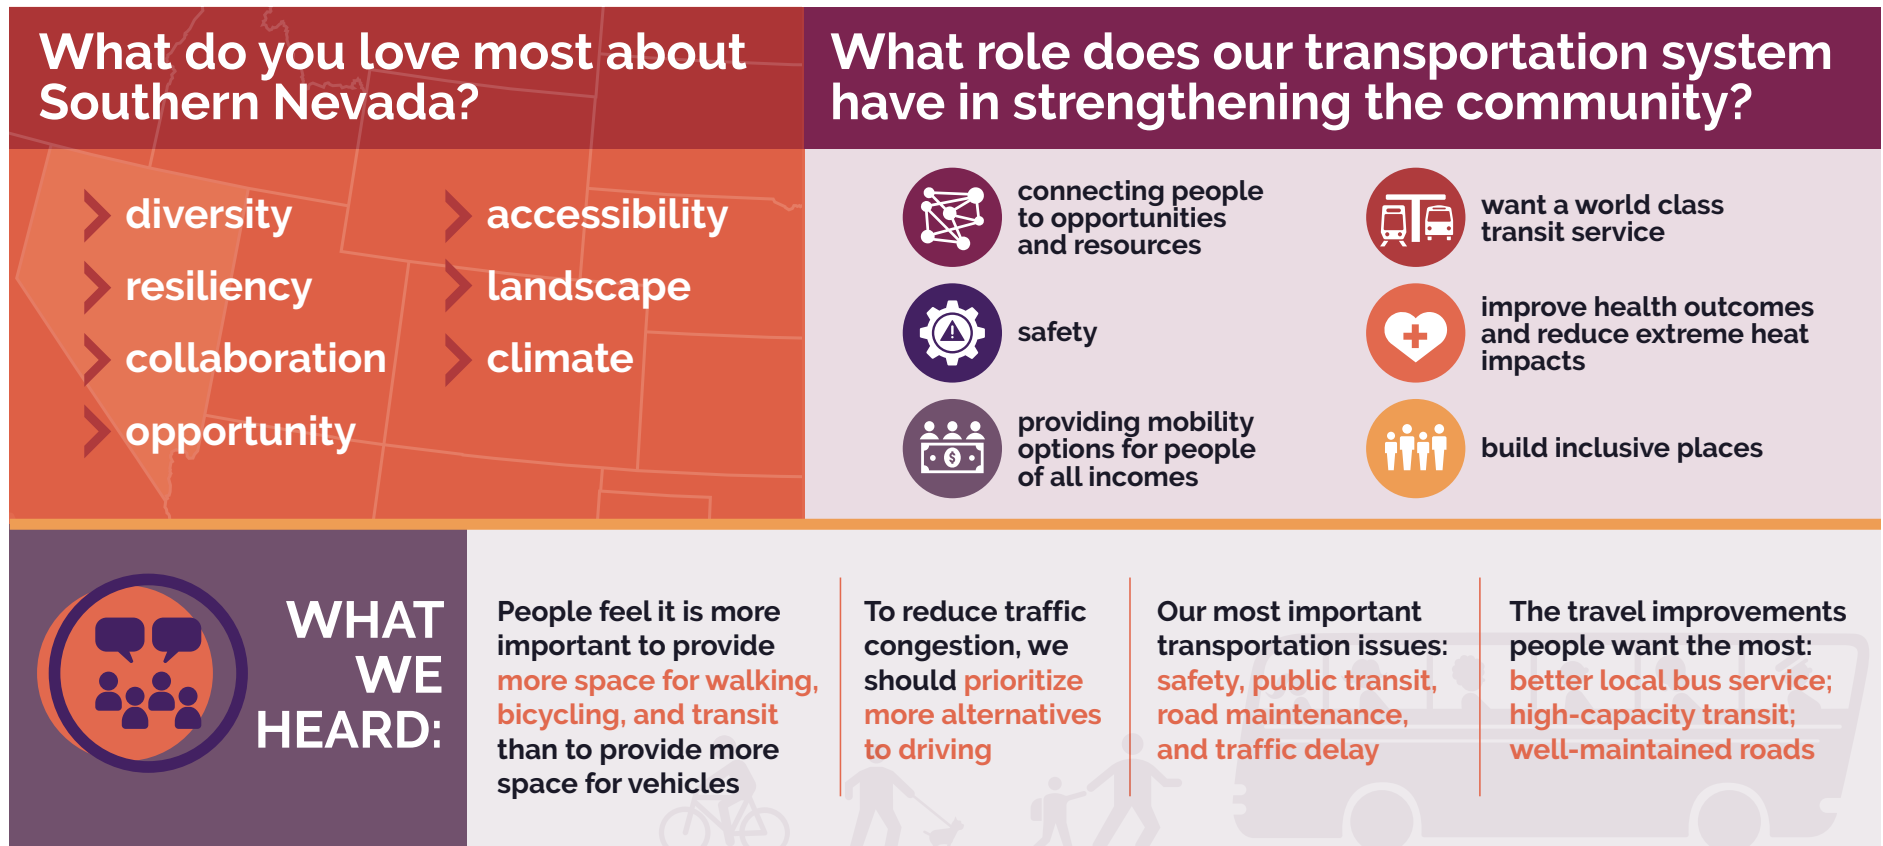 What do you love most about
Southern Nevada?
diversity
resiliency
collaboration
opportunity
accessibility
landscape
climate
What role does our transportation system
have in strengthening the community?
connecting people
to opportunities
and resources
safety
providing mobility
options for people
of all incomes
want a world class
transit service
improve health outcomes
and reduce extreme heat
impacts
build inclusive places
WHAT
WE
HEARD:
People feel it is more
important to provide
more space for walking,
bicycling, and transit
than to provide more
space for vehicles
To reduce traffic
congestion, we
should prioritize
more alternatives
to driving
Our most important
transportation issues:
safety, public transit,
road maintenance,
and traffic delay
The travel improvements
people want the most:
better local bus service;
high-capacity transit;
well-maintained roads